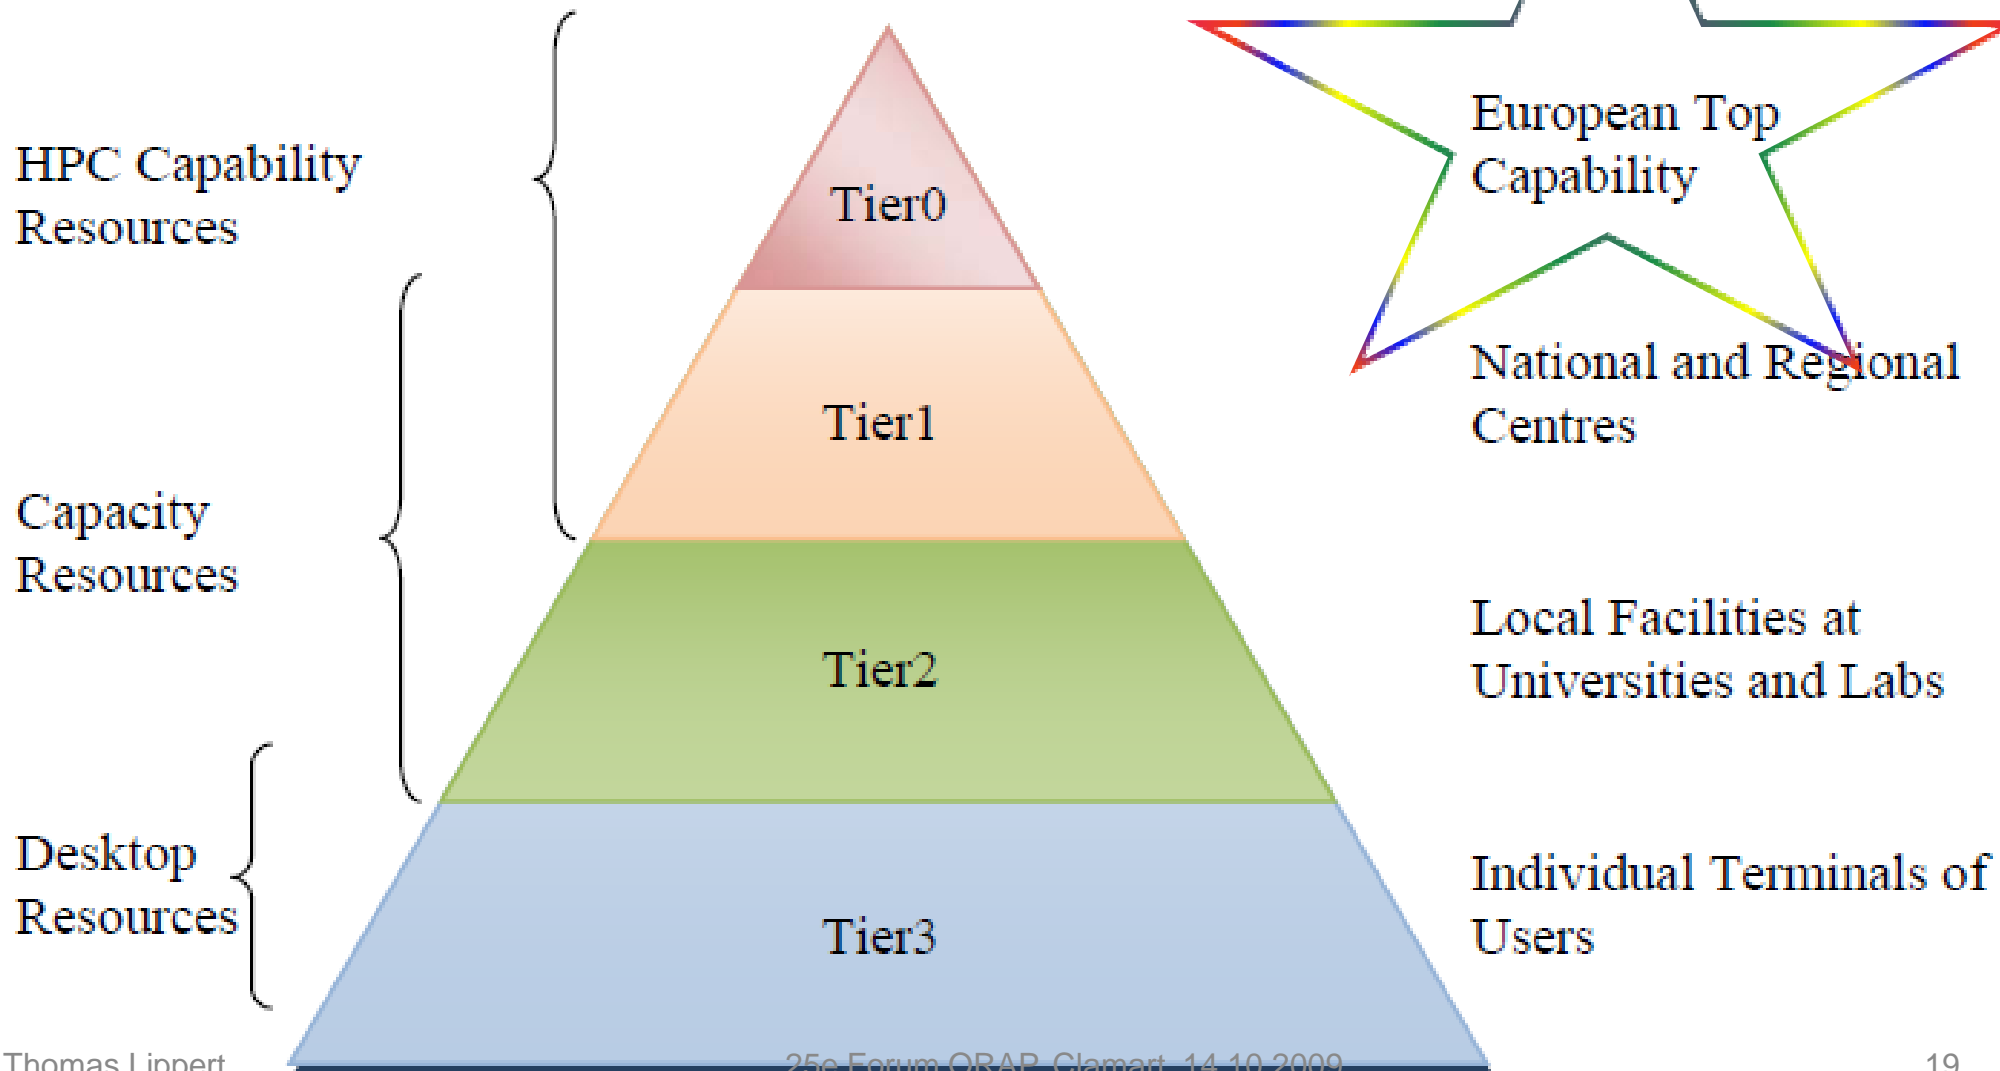 HPC Capability
Resources
Capacity
Resources
Desktop
Resources
Tier0
Tier1
Tier2
Tier3
European Top
Capability
National and Regional
Centres
Local Facilities at
Universities and Labs
Individual Terminals of
Users
Thomas Lippert
25e Forum ORAP, Clamart, 14.10.2009
19